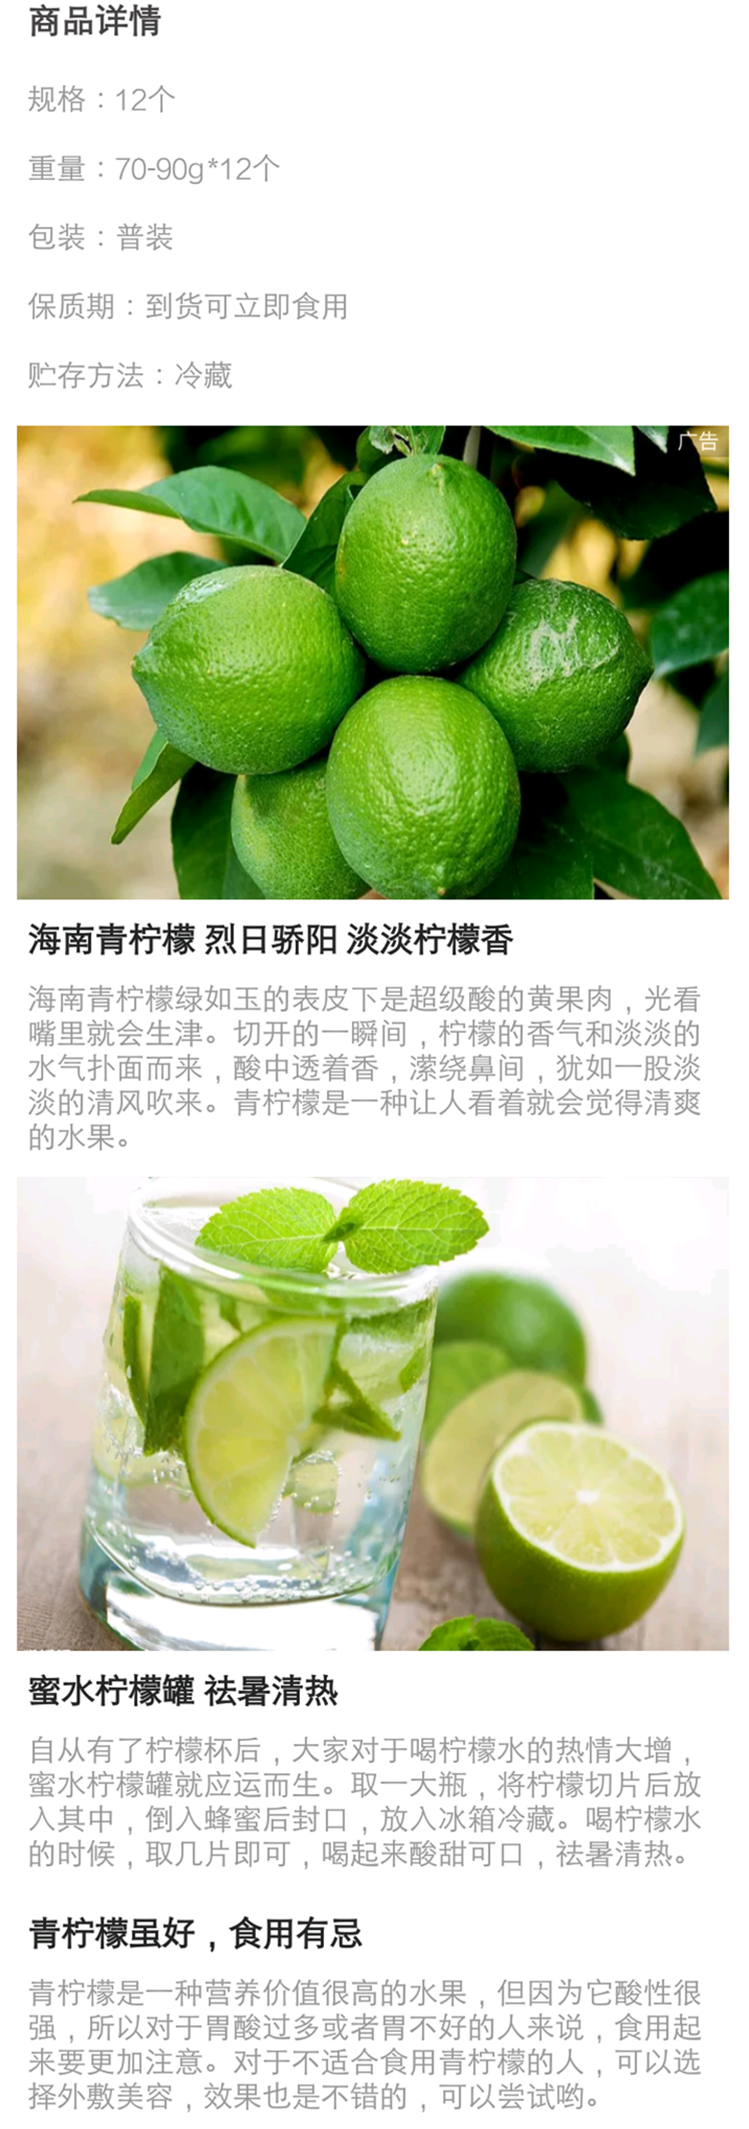 商品详情
规格：12个
重量：70-90g*12个
包装：普装
保质期：到货可立即食用
贮存方法：冷藏
广告
海南青柠檬 烈日骄阳 淡淡柠檬香
海南青柠檬绿如玉的表皮下是超级酸的黄果肉，光看
嘴里就会生津。切开的一瞬间，柠檬的香气和淡淡的
水气扑面而来，酸中透着香，潆绕鼻间，犹如一股淡
淡的清风吹来。青柠檬是一种让人看着就会觉得清爽
的水果。
蜜水柠檬罐 祛暑清热
自从有了柠檬杯后，大家对于喝柠檬水的热情大增，
蜜水柠檬罐就应运而生。取一大瓶，将柠檬切片后放
入其中，倒入蜂蜜后封口，放入冰箱冷藏。喝柠檬水
的时候，取几片即可，喝起来酸甜可口，祛暑清热。
青柠檬虽好，食用有忌
青柠檬是一种营养价值很高的水果，但因为它酸性很
强，所以对于胃酸过多或者胃不好的人来说，食用起
来要更加注意。对于不适合食用青柠檬的人，可以选
择外敷美容，效果也是不错的，可以尝试哟。